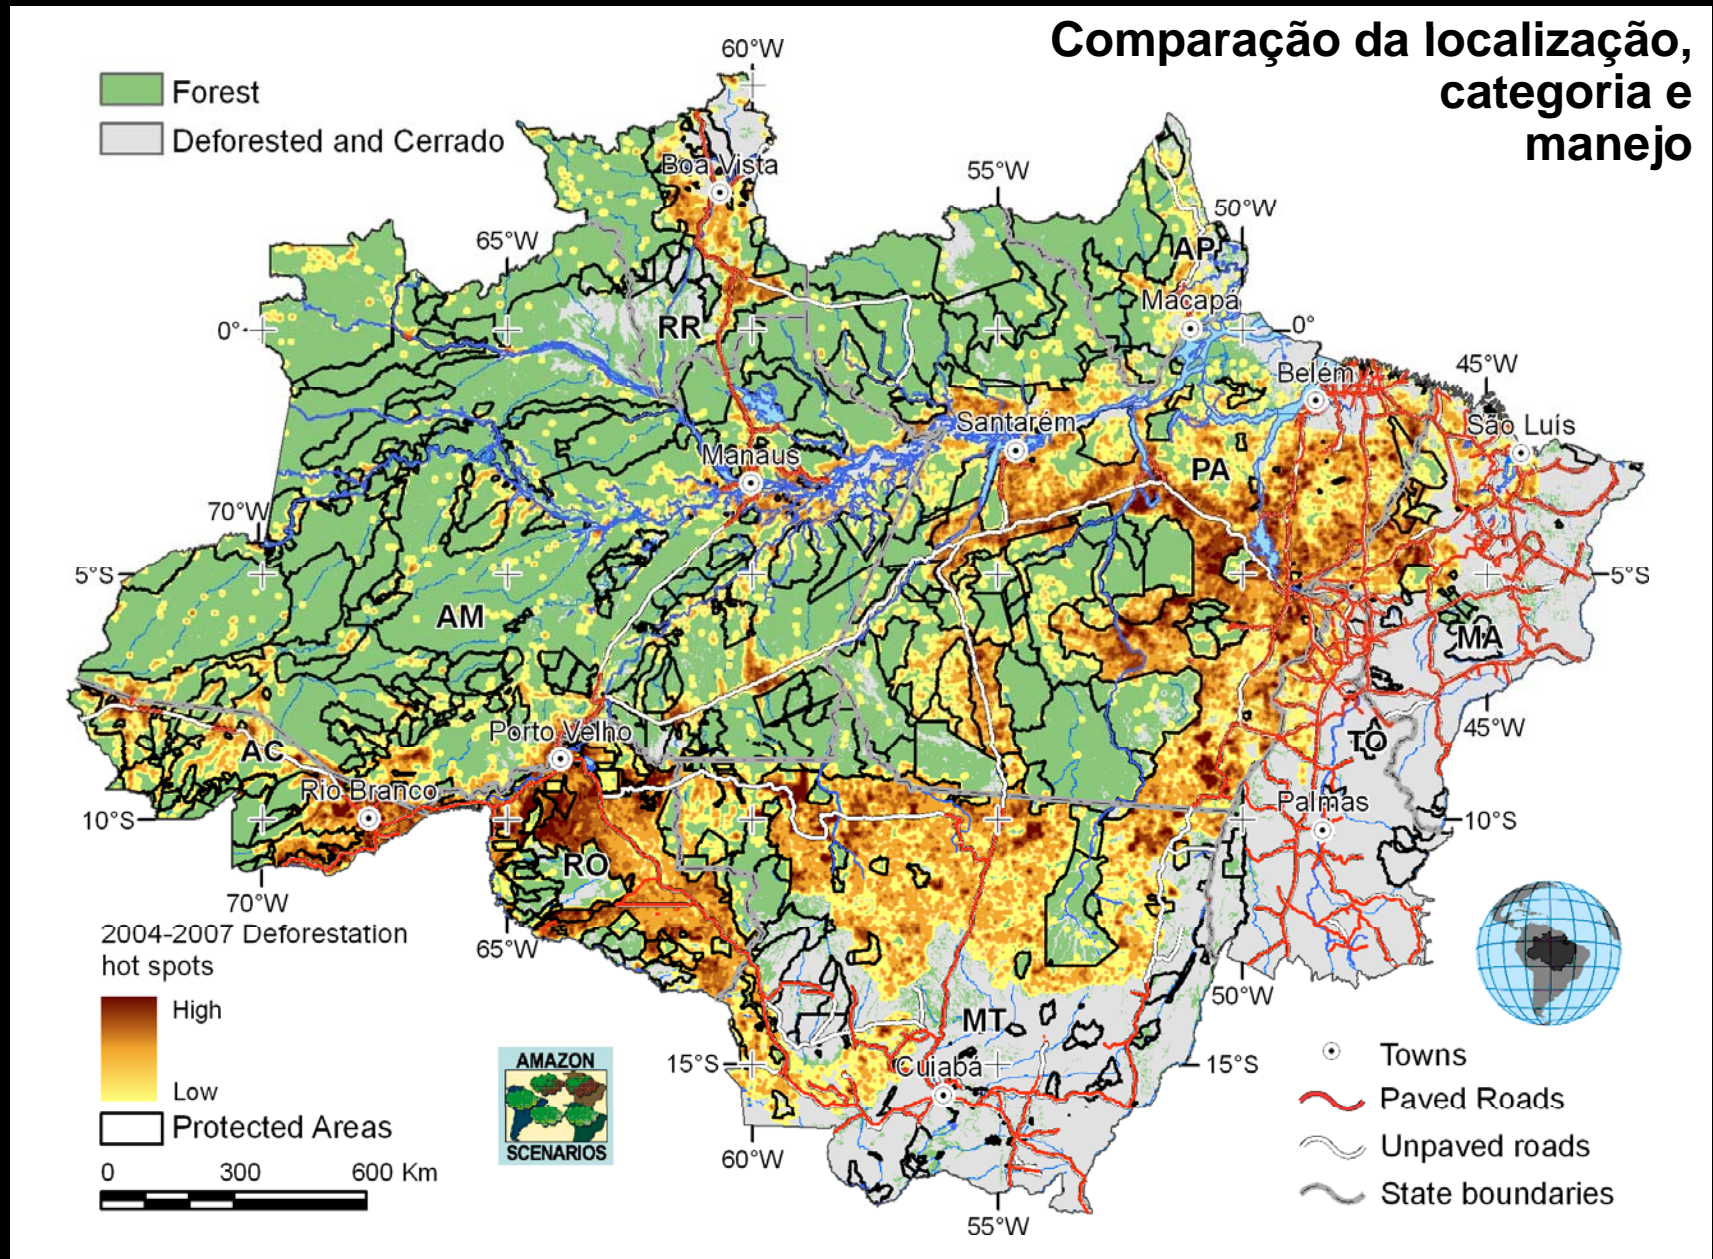 Comparação da localização,
categoria e
manejo
Forest
Deforested and Cerrado
60°W
55°W
50°W
65°W
45°W
0°
0°
70°W
5°S
5°S
45°W
10°S
10°S
70°W
65°W
50°W
15°S
15°S
60°W
55°W
Boa Vista
AP
Macapá
RR
Belém
Santarém
São Luís
Manaus
PA
AM
MA
Porto Velho
TO
AC
Rio Branco
Palmas
RO
MT
Cuiabá
2004-2007 Deforestation
hot spots
High
Low
Protected Areas
0 300 600 Km
AMAZON
SCENARIOS
Towns
Paved Roads
Unpaved roads
State boundaries